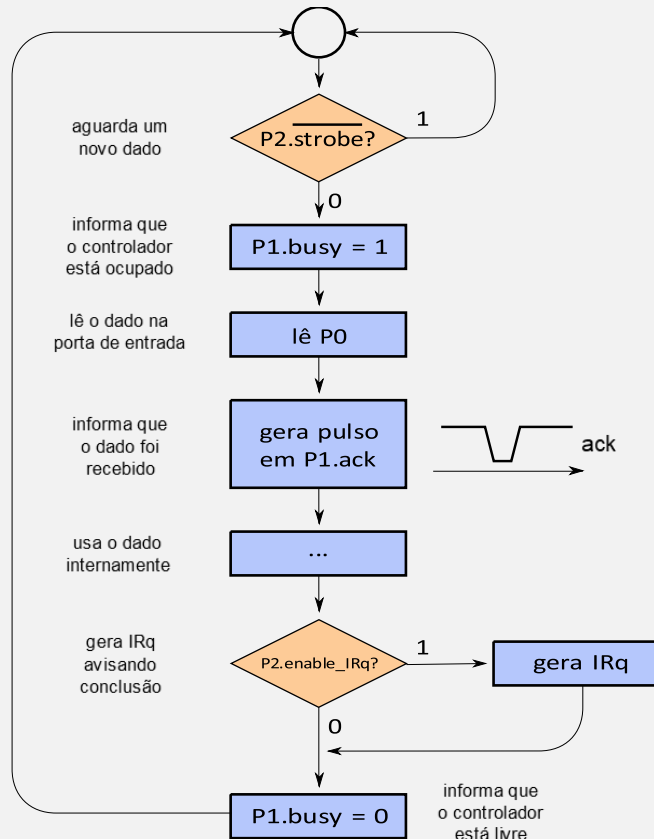 aguarda um
novo dado
P2.strobe?
1
0
informa que
o controlador
está ocupado
P1.busy = 1
lê o dado na
porta de entrada
lê P0
informa que
o dado foi
recebido
gera pulso
em P1.ack
ack
usa o dado
internamente
...
gera IRq
avisando
conclusão
P2.enable_IRq?
1
gera IRq
0
P1.busy = 0
informa que
o controlador
está livre